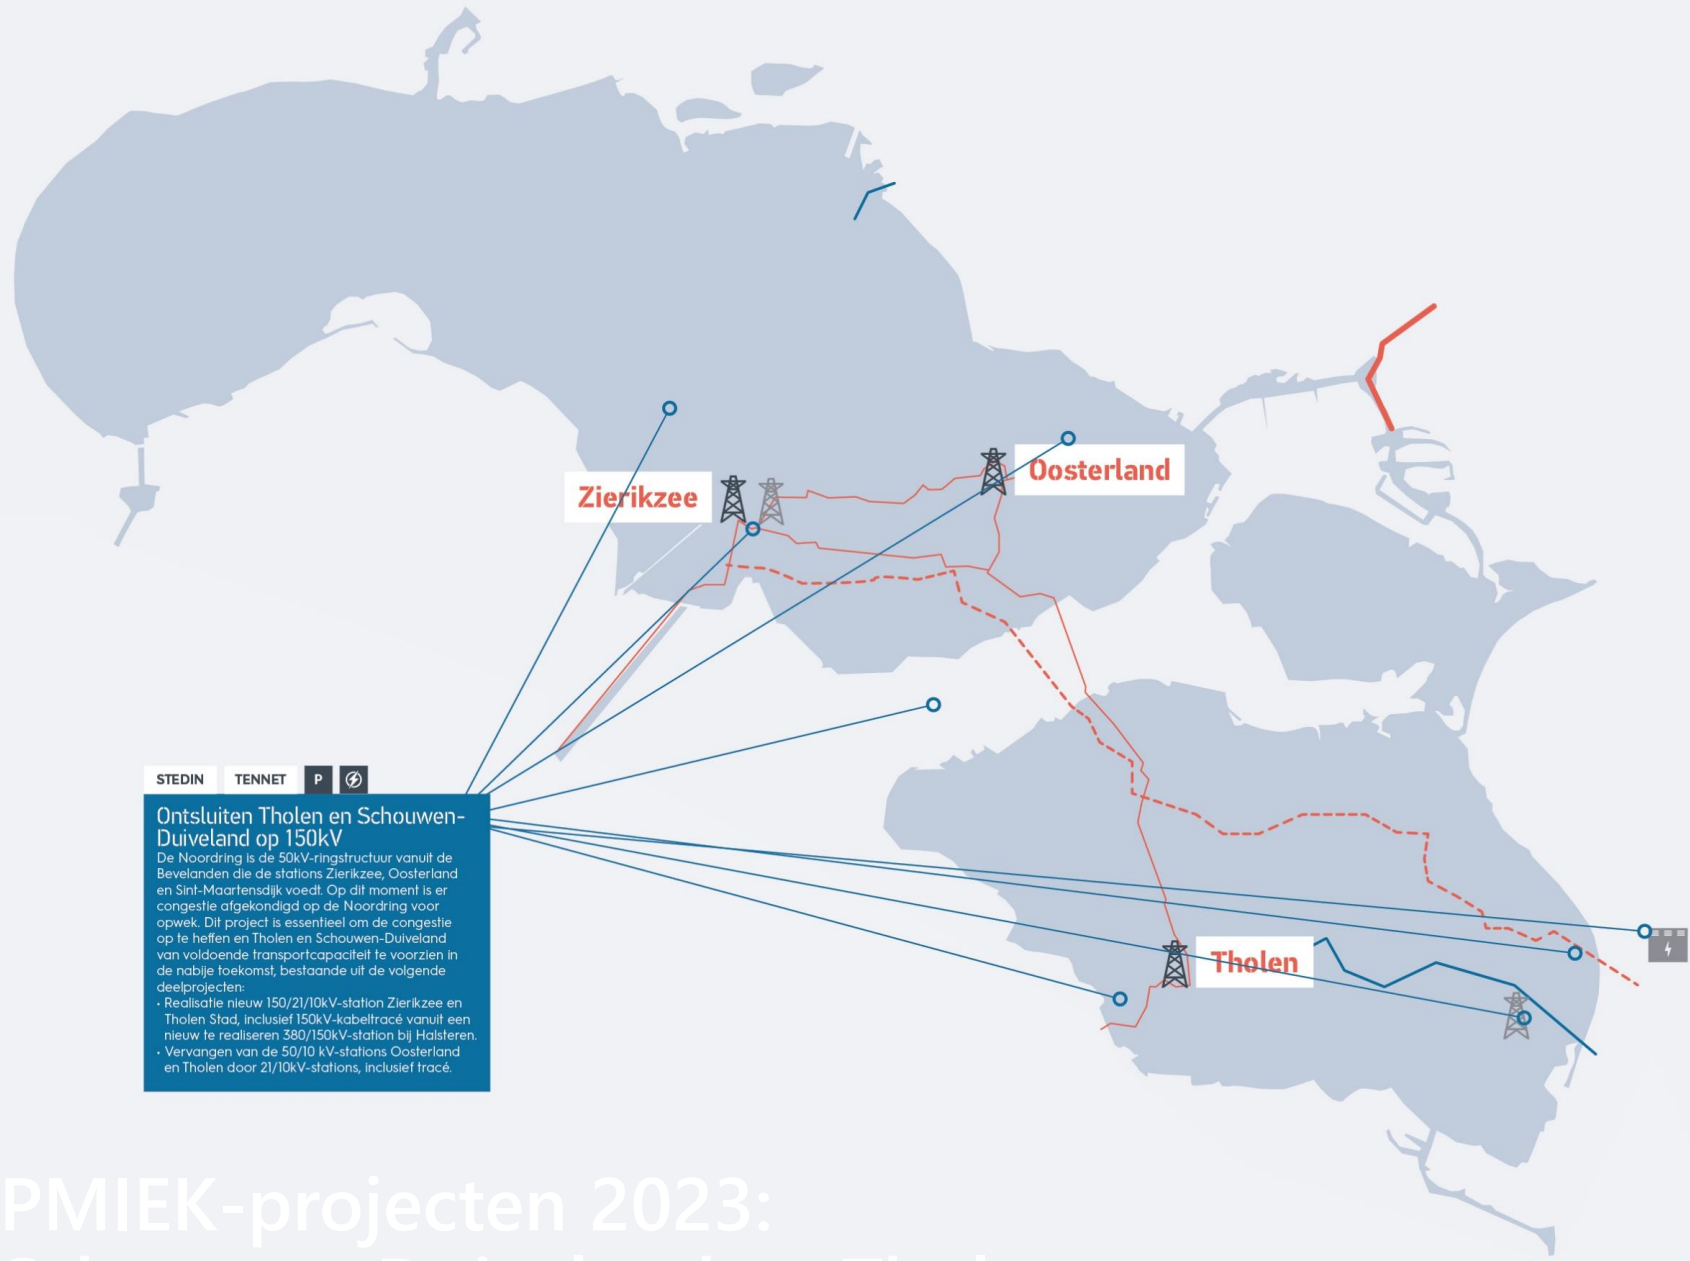 Oosterland
Zierikzee
STEDIN TENNET P
Ontsluiten Tholen en Schouwen-
Duiveland op 150kV
De Noordring is de 50kV-ringstructuur vanuit de
Bevelanden die de stations Zierikzee, Oosterland
en Sint-Maartensdijk voedt. Op dit moment is er
congestie afgekondigd op de Noordring voor
opwek. Dit project is essentieel om de congestie
op te heffen en Tholen en Schouwen-Duiveland
van voldoende transportcapaciteit te voorzien in
de nabije toekomst, bestaande uit de volgende
deelprojecten:
• Realisatie nieuw 150/21/10kV-station Zierikzee en
Tholen Stad, inclusief 150kV-kabeltracé vanuit een
nieuw te realiseren 380/150kV-station bij Halsteren.
• Vervangen van de 50/10 kV-stations Oosterland
en Tholen door 21/10kV-stations, inclusief tracé.
Tholen
PMIEK-projecten 2023: